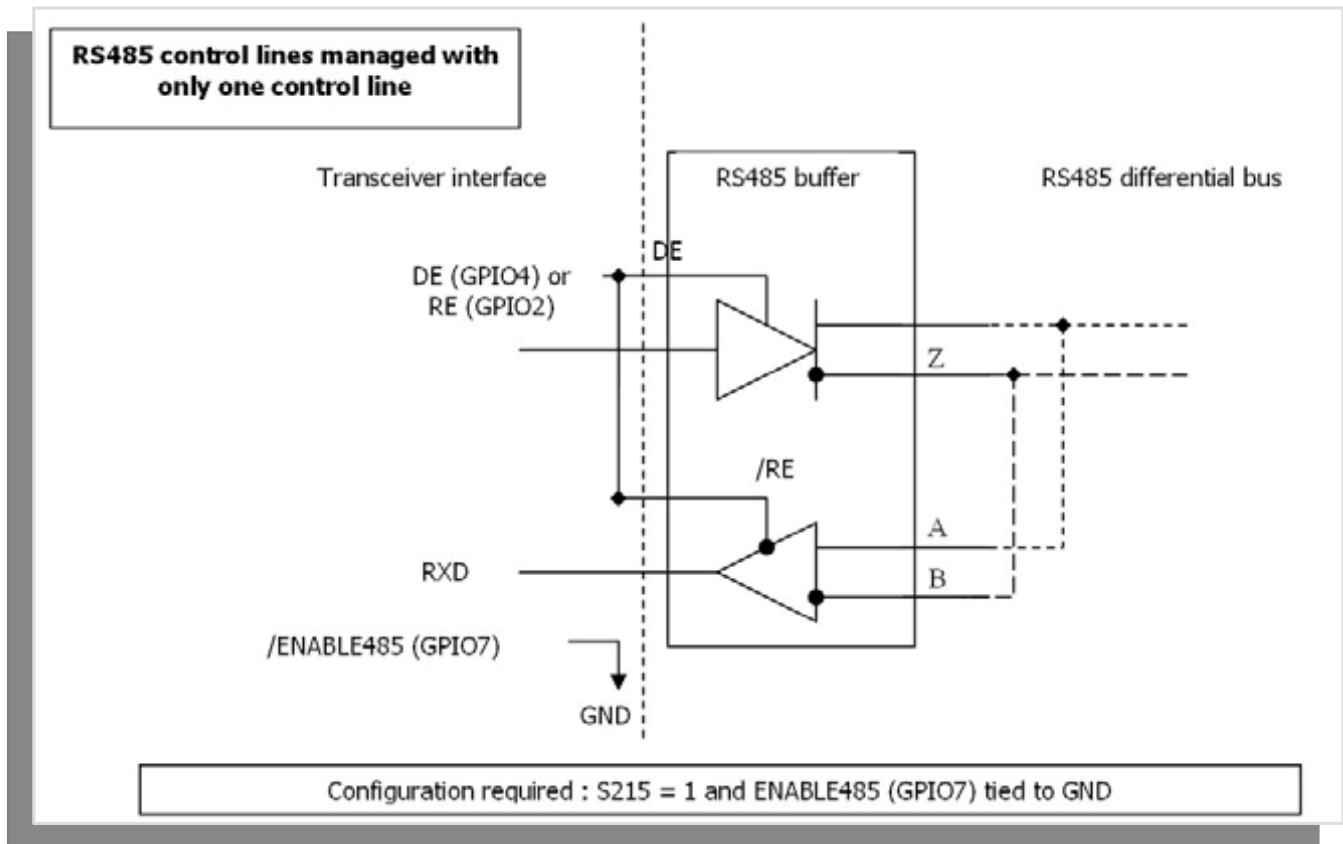 RS485 control lines managed with
only one control line
Transceiver interface
RS485 buffer
RS485 differential bus
DE
DE (GPIO4) or
RE (GPIO2)
Z
/RE
A
RXD
B
/ENABLE485 (GPIO7)
GND
Configuration required : S215 = 1 and ENABLE485 (GPIO7) tied to GND